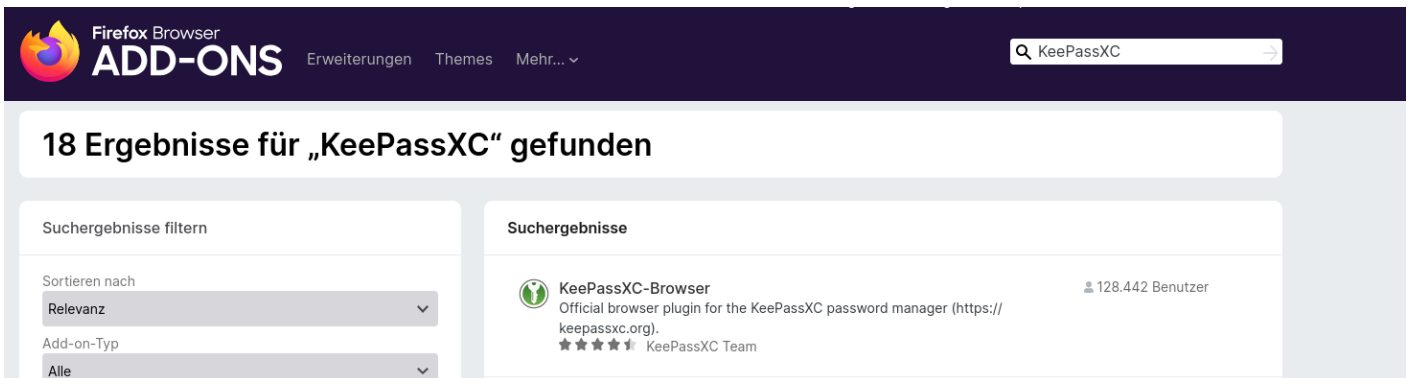 Firefox Browser
ADD-ONS
Erweiterungen Themes Mehr...
KeePassXC
18 Ergebnisse für „KeePassXC“ gefunden
Suchergebnisse filtern
Sortieren nach
Relevanz
Add-on-Typ
Alle
Suchergebnisse
KeePassXC-Browser
128.442 Benutzer
Official browser plugin for the KeePassXC password manager (https://
keepassxc.org).
KeePassXC Team